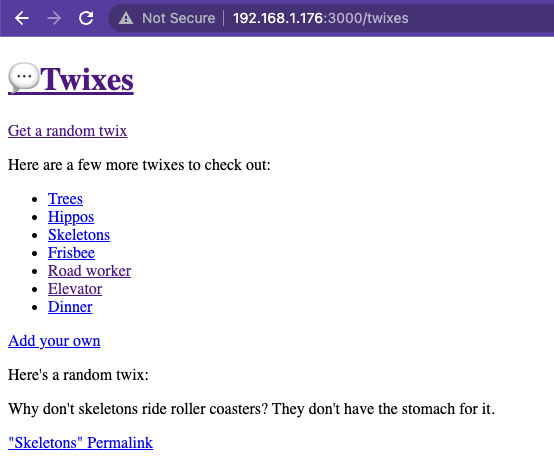 Not Secure | 192.168.1.176:3000/twixes
💬Twixes
Get a random twix
Here are a few more twixes to check out:
• Trees
• Hippos
• Skeletons
• Frisbee
• Road worker
• Elevator
• Dinner
Add your own
Here's a random twix:
Why don't skeletons ride roller coasters? They don't have the stomach for it.
"Skeletons" Permalink